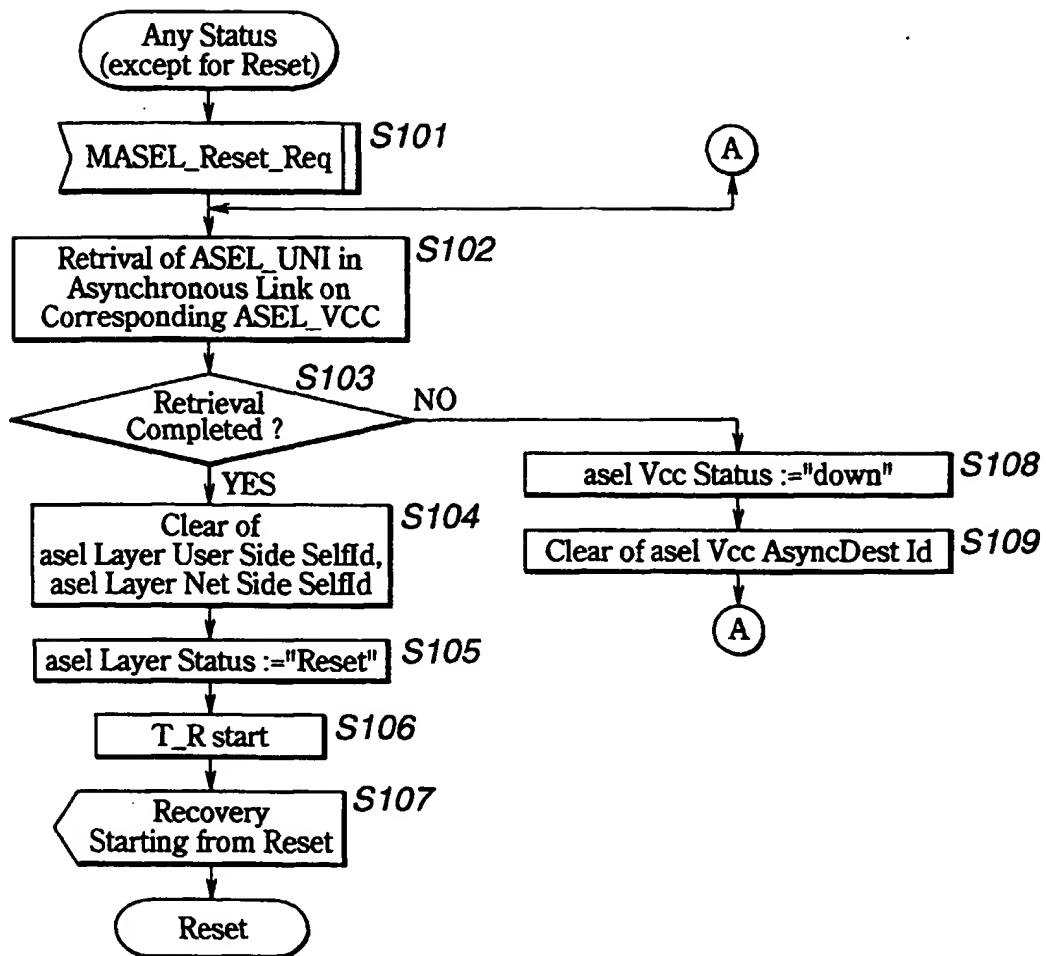 Any Status
(except for Reset)
MASEL_Reset_Req
S101
A
Retrival of ASEL_UNI in
Asynchronous Link on
Corresponding ASEL_VCC
S102
S103
Retrieval
Completed ?
NO
YES
asel Vcc Status :="down"
S108
Clear of
asel Layer User Side SelfId,
asel Layer Net Side SelfId
S104
Clear of asel Vcc AsyncDest Id
S109
A
asel Layer Status :="Reset"
S105
T_R start
S106
Recovery
Starting from Reset
S107
Reset